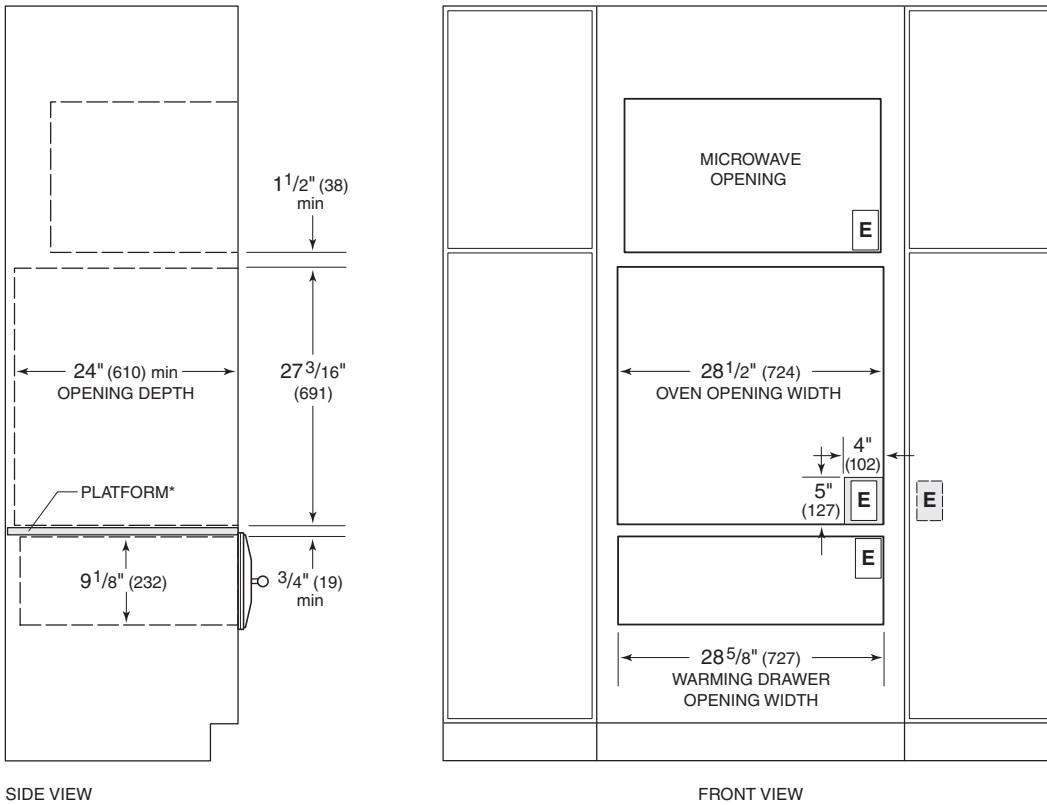 1 1/2" (38)
min
24" (610) min
OPENING DEPTH
27 3/16"
(691)
PLATFORM*
9 1/8" (232)
3/4" (19)
min
SIDE VIEW
MICROWAVE
OPENING
E
28 1/2" (724)
OVEN OPENING WIDTH
4"
(102)
5"
(127)
E
E
E
28 5/8" (727)
WARMING DRAWER
OPENING WIDTH
FRONT VIEW